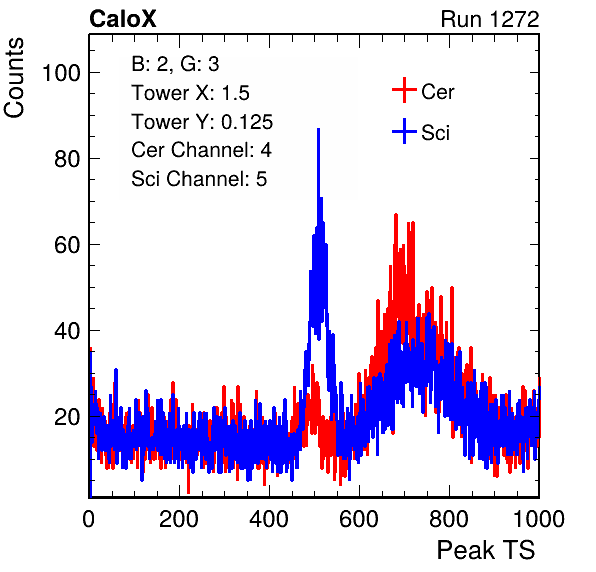 CaloX Run 1272
Counts
B: 2, G: 3
Tower X: 1.5
Tower Y: 0.125
Cer Channel: 4
Sci Channel: 5
Cer
Sci
100
80
60
40
20
0 200 400 600 800 1000
Peak TS